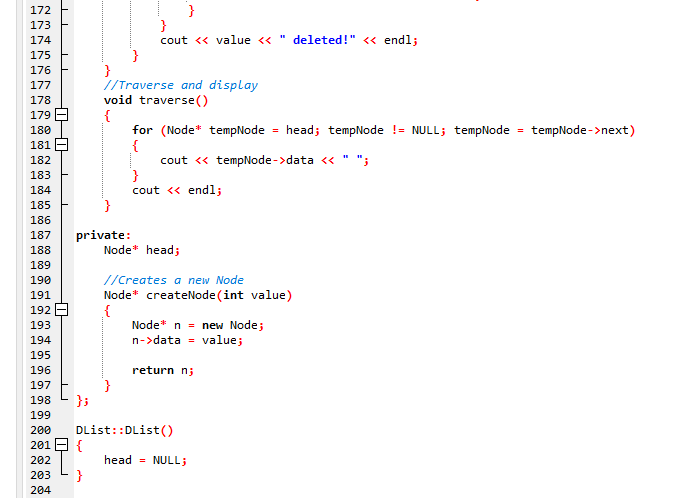 172 }
173 }
174 cout << value << " deleted!" << endl;
175 }
176 }
177 //Traverse and display
178 void traverse()
179 {
180 for (Node* tempNode = head; tempNode != NULL; tempNode = tempNode->next)
181 {
182 cout << tempNode->data << " ";
183 }
184 cout << endl;
185 }
186
187 private:
188 Node* head;
189
190 //Creates a new Node
191 Node* createNode(int value)
192 {
193 Node* n = new Node;
194 n->data = value;
195
196 return n;
197 }
198 };
199
200 DList::DList()
201 {
202 head = NULL;
203 }
204